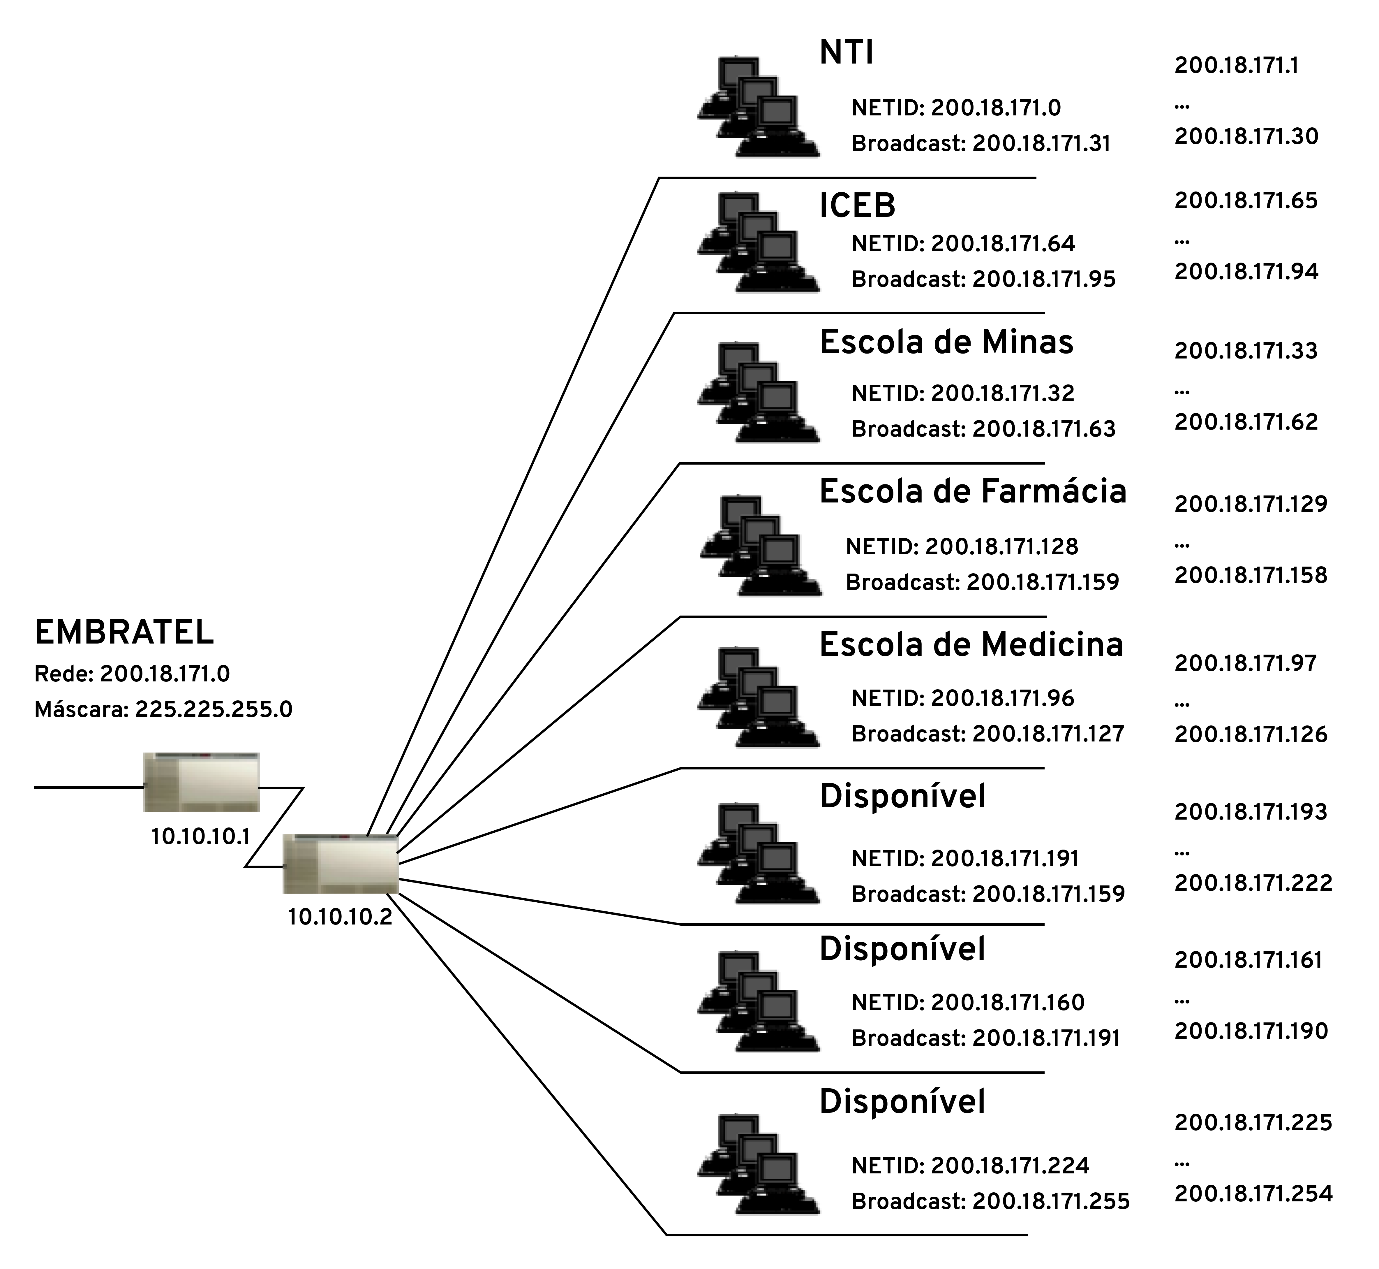 NTI
NETID: 200.18.171.0
Broadcast: 200.18.171.31
200.18.171.1
...
200.18.171.30
ICEB
NETID: 200.18.171.64
Broadcast: 200.18.171.95
200.18.171.65
...
200.18.171.94
Escola de Minas
NETID: 200.18.171.32
Broadcast: 200.18.171.63
200.18.171.33
...
200.18.171.62
Escola de Farmácia
NETID: 200.18.171.128
Broadcast: 200.18.171.159
200.18.171.129
...
200.18.171.158
EMBRATEL
Rede: 200.18.171.0
Máscara: 225.225.255.0
10.10.10.1
10.10.10.2
Escola de Medicina
NETID: 200.18.171.96
Broadcast: 200.18.171.127
200.18.171.97
...
200.18.171.126
Disponível
NETID: 200.18.171.191
Broadcast: 200.18.171.159
200.18.171.193
...
200.18.171.222
Disponível
NETID: 200.18.171.160
Broadcast: 200.18.171.191
200.18.171.161
...
200.18.171.190
Disponível
NETID: 200.18.171.224
Broadcast: 200.18.171.255
200.18.171.225
...
200.18.171.254